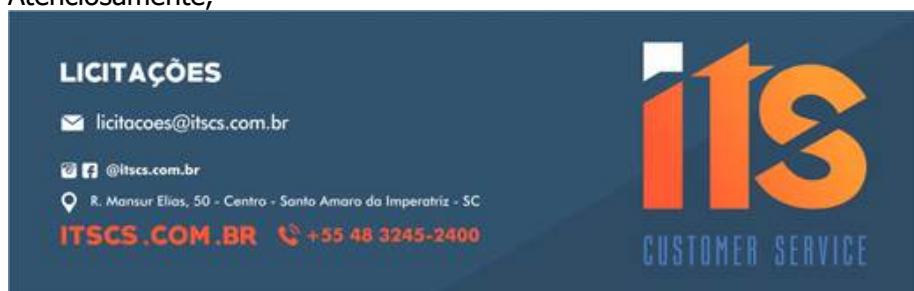 Atenciosamente,
LICITAÇÕES
licitacoes@itscs.com.br
@itscs.com.br
R. Mansur Elias, 50 - Centro - Santo Amaro da Imperatriz - SC
ITSCS.COM.BR +55 48 3245-2400
its
CUSTOMER SERVICE